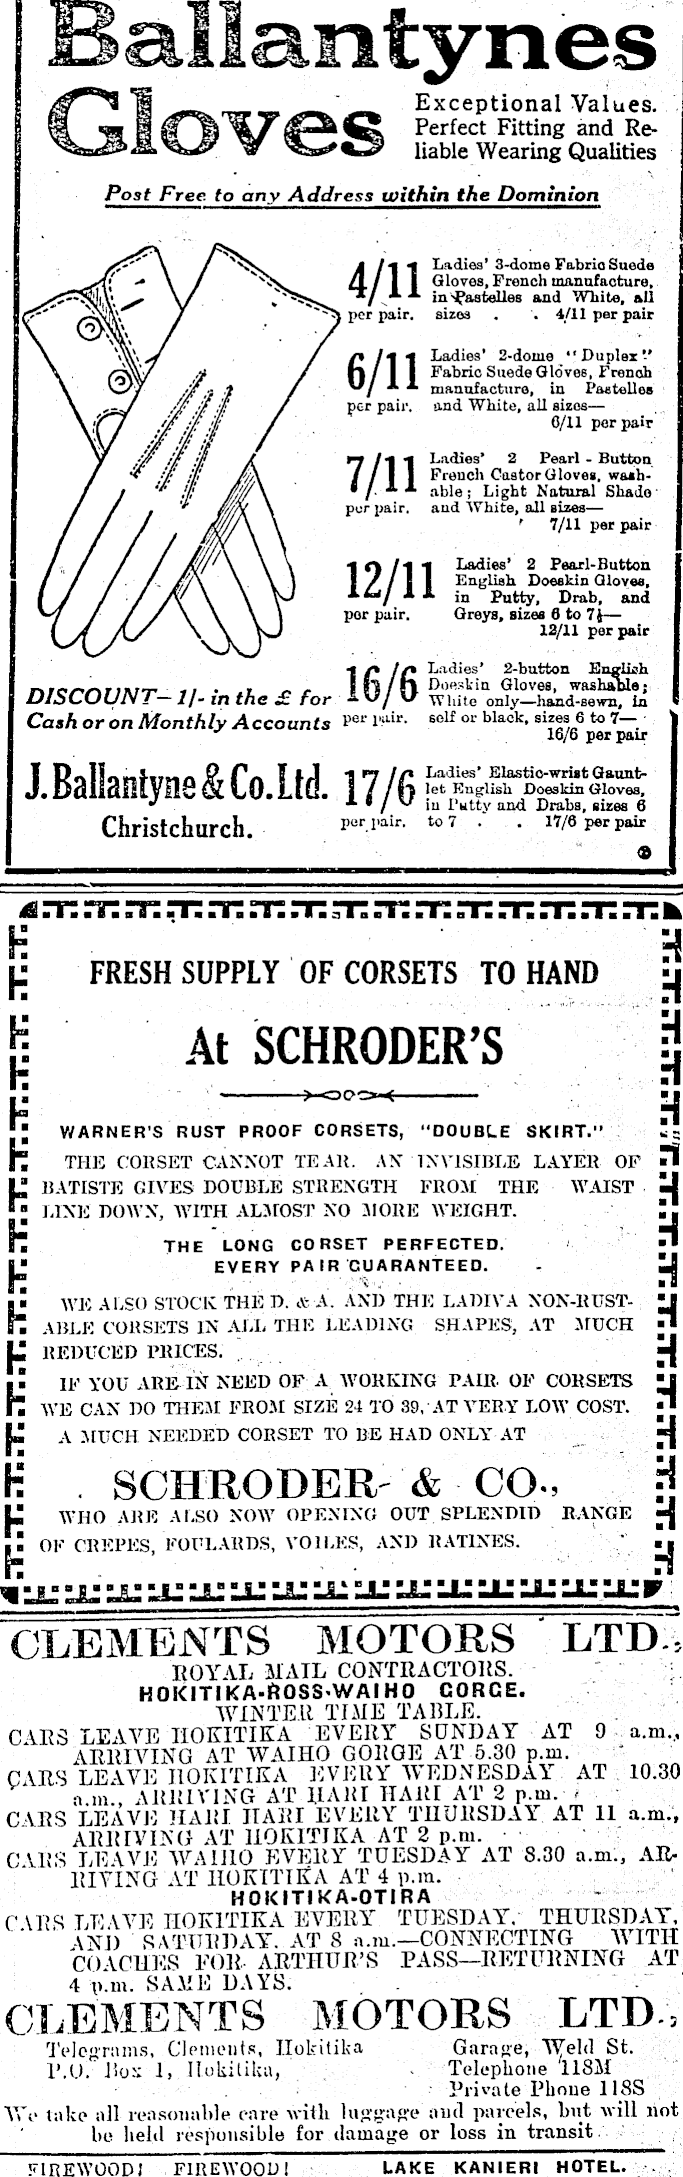 Ballantynes
Gloves
Exceptional Values.
Perfect Fitting and Re-
liable Wearing Qualities
Post Free to any Address within the Dominion
4/11
per pair.
Ladies' 3-dome Fabric Suede
Gloves, French manufacture,
in Pastelles and White, all
sizes . . 4/11 per pair
6/11
per pair.
Ladies' 2-dome "Duplex"
Fabric Suede Gloves, French
manufacture, in Pastelles
and White, all sizes—
6/11 per pair
7/11
per pair.
Ladies' 2 Pearl - Button
French Castor Gloves, wash-
able; Light Natural Shade
and White, all sizes—
7/11 per pair
12/11
per pair.
Ladies' 2 Pearl-Button
English Doeskin Gloves,
in Putty, Drab, and
Greys, sizes 6 to 7½—
12/11 per pair
16/6
per pair.
Ladies' 2-button English
Doeskin Gloves, washable;
White only—hand-sewn, in
self or black, sizes 6 to 7—
16/6 per pair
17/6
per pair.
Ladies' Elastic-wrist Gaunt-
let English Doeskin Gloves,
in Putty and Drabs, sizes 6
to 7 . . 17/6 per pair
DISCOUNT—1/- in the £ for
Cash or on Monthly Accounts
J. Ballantyne & Co. Ltd.
Christchurch.
FRESH SUPPLY OF CORSETS TO HAND
At SCHRODER'S
WARNER'S RUST PROOF CORSETS, "DOUBLE SKIRT."
THE CORSET CANNOT TEAR. AN INVISIBLE LAYER OF
BATISTE GIVES DOUBLE STRENGTH FROM THE WAIST
LINE DOWN, WITH ALMOST NO MORE WEIGHT.
THE LONG CORSET PERFECTED.
EVERY PAIR GUARANTEED.
WE ALSO STOCK THE D. & A. AND THE LADIVA NON-RUST-
ABLE CORSETS IN ALL THE LEADING SHAPES, AT MUCH
REDUCED PRICES.
IF YOU ARE IN NEED OF A WORKING PAIR OF CORSETS
WE CAN DO THEM FROM SIZE 24 TO 39, AT VERY LOW COST.
A MUCH NEEDED CORSET TO BE HAD ONLY AT
SCHRODER & CO.,
WHO ARE ALSO NOW OPENING OUT SPLENDID RANGE
OF CREPES, FOULARDS, VOILES, AND RATINES.
CLEMENTS MOTORS LTD.,
ROYAL MAIL CONTRACTORS.
HOKITIKA-ROSS-WAIHO GORGE.
WINTER TIME TABLE.
CARS LEAVE HOKITIKA EVERY SUNDAY AT 9 a.m.,
ARRIVING AT WAIHO GORGE AT 5.30 p.m.
CARS LEAVE HOKITIKA EVERY WEDNESDAY AT 10.30
a.m., ARRIVING AT HARI HARI AT 2 p.m.
CARS LEAVE HARI HARI EVERY THURSDAY AT 11 a.m.,
ARRIVING AT HOKITIKA AT 2 p.m.
CARS LEAVE WAIHO EVERY TUESDAY AT 8.30 a.m., AR-
RIVING AT HOKITIKA AT 4 p.m.
HOKITIKA-OTIRA
CARS LEAVE HOKITIKA EVERY TUESDAY, THURSDAY,
AND SATURDAY, AT 8 a.m.—CONNECTING WITH
COACHES FOR ARTHUR'S PASS—RETURNING AT
4 p.m. SAME DAYS.
CLEMENTS MOTORS LTD.,
Telegrams, Clements, Hokitika
P.O. Box 1, Hokitika,
Garage, Weld St.
Telephone 118M
Private Phone 118S
We take all reasonable care with luggage and parcels, but will not
be held responsible for damage or loss in transit
FIREWOOD! FIREWOOD!
LAKE KANIERI HOTEL.